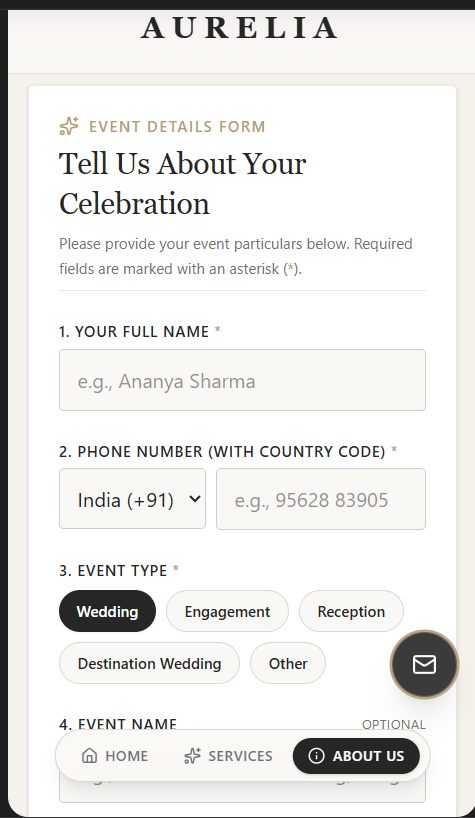 AURELIA
EVENT DETAILS FORM
Tell Us About Your
Celebration
Please provide your event particulars below. Required
fields are marked with an asterisk (*).
1. YOUR FULL NAME *
e.g., Ananya Sharma
2. PHONE NUMBER (WITH COUNTRY CODE) *
India (+91) e.g., 95628 83905
3. EVENT TYPE *
Wedding Engagement Reception
Destination Wedding Other
4. EVENT NAME OPTIONAL
HOME SERVICES ABOUT US